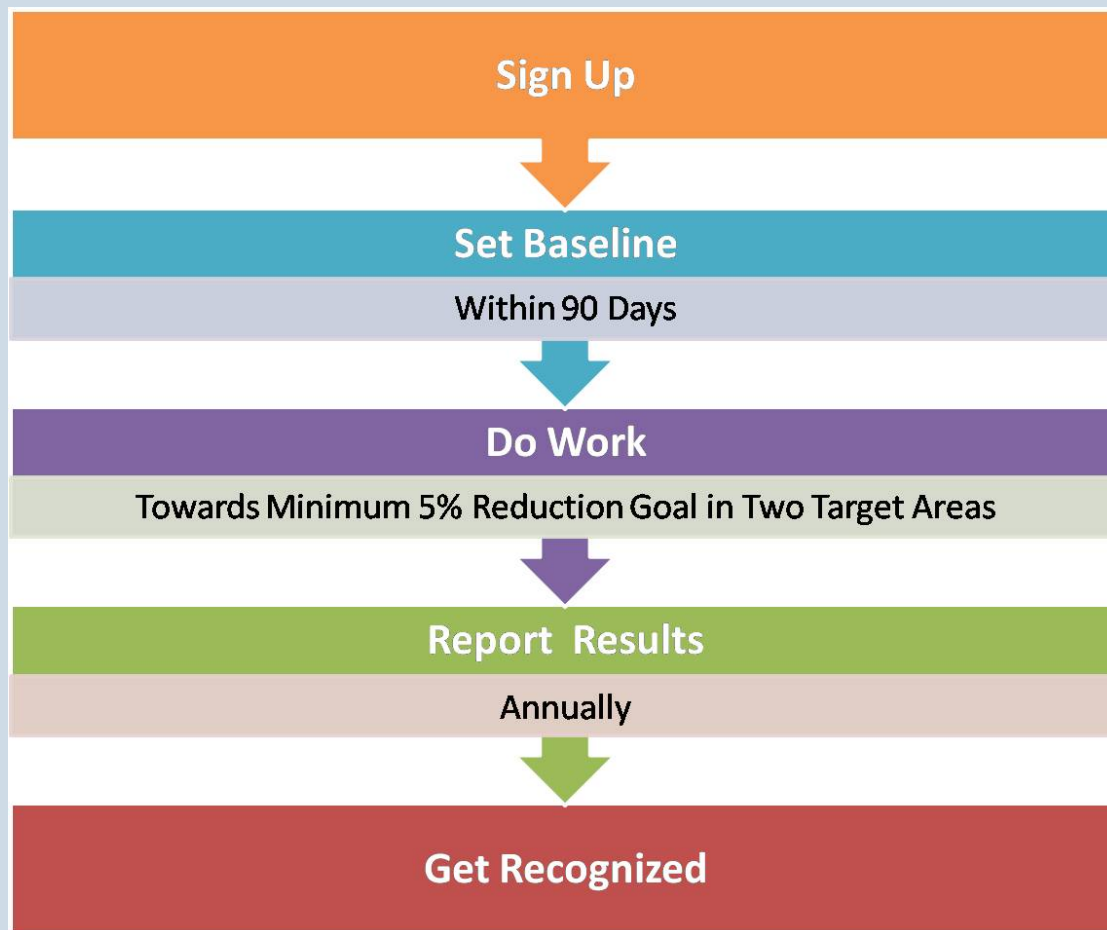 Sign Up
Set Baseline
Within 90 Days
Do Work
Towards Minimum 5% Reduction Goal in Two Target Areas
Report Results
Annually
Get Recognized